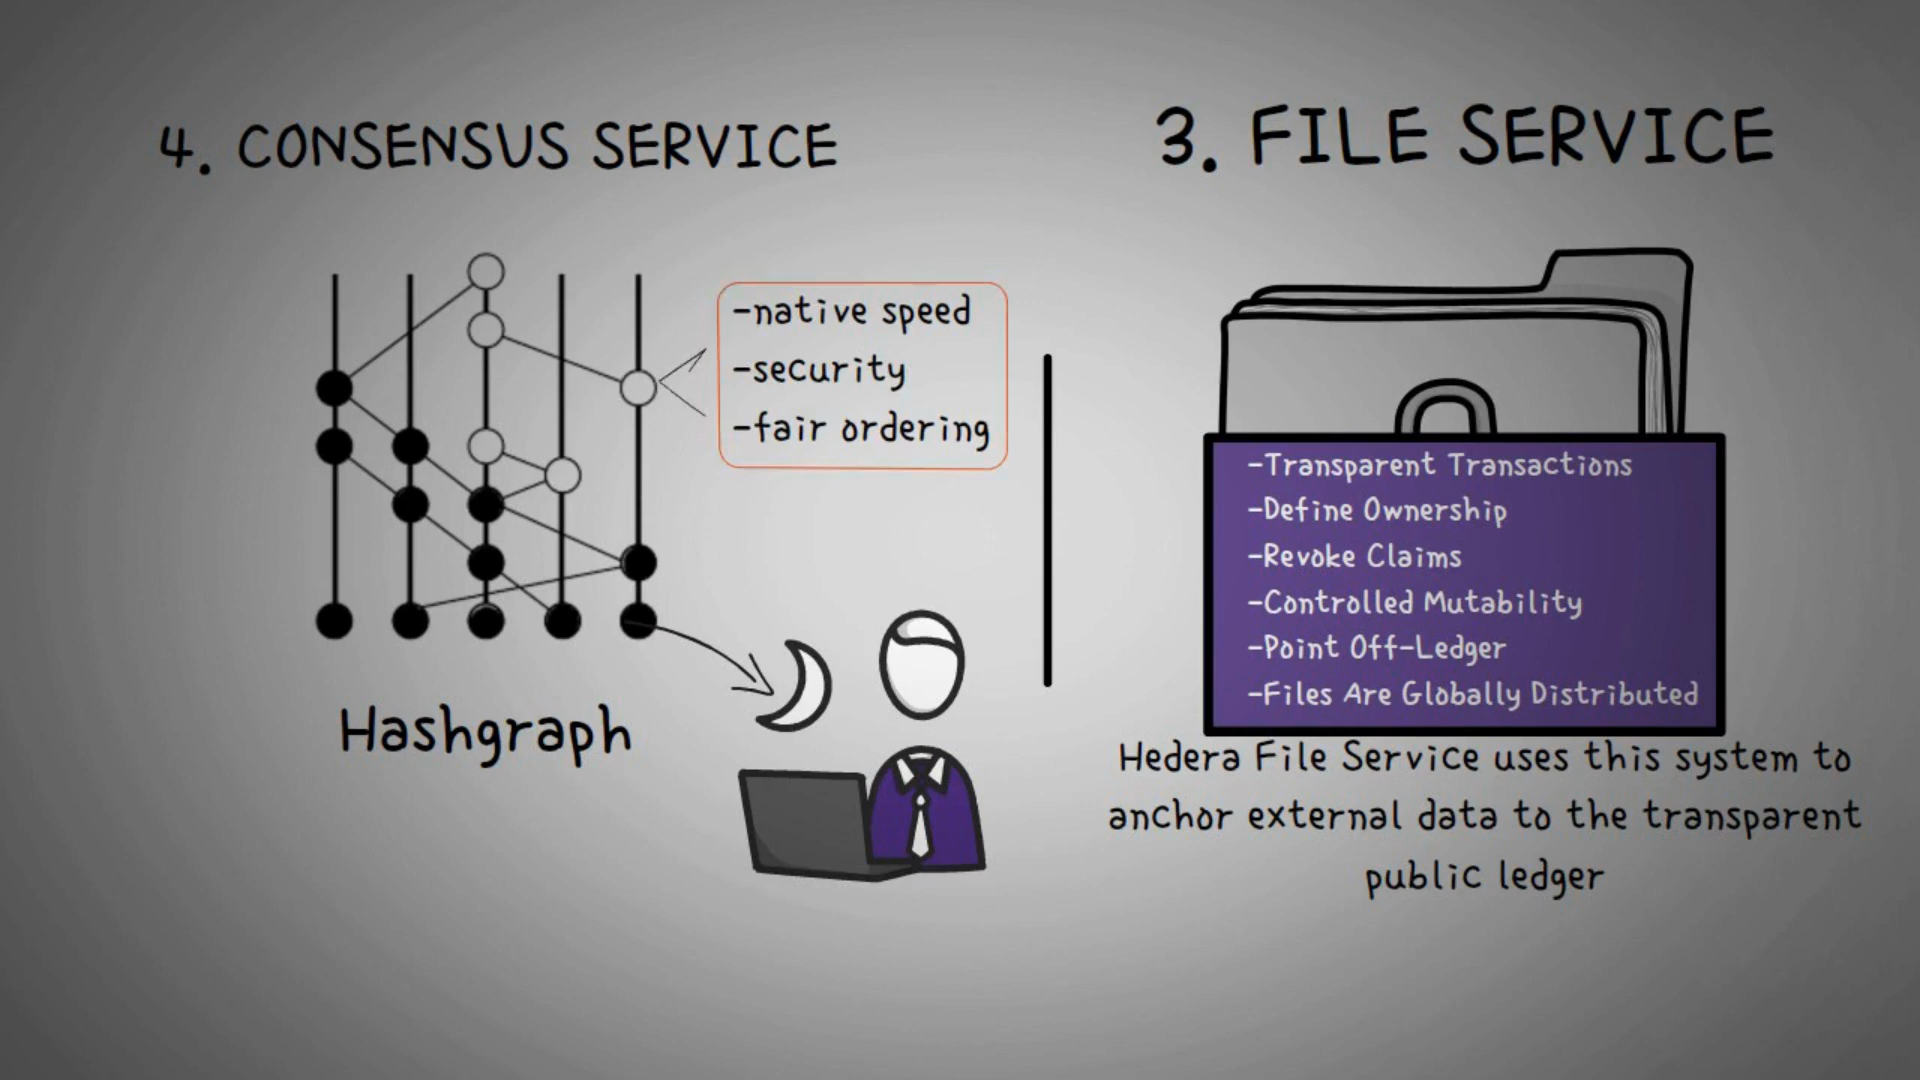 4. CONSENSUS SERVICE
-native speed
-security
-fair ordering
Hashgraph
3. FILE SERVICE
-Transparent Transactions
-Define Ownership
-Revoke Claims
-Controlled Mutability
-Point Off-Ledger
-Files Are Globally Distributed
Hedera File Service uses this system to
anchor external data to the transparent
public ledger